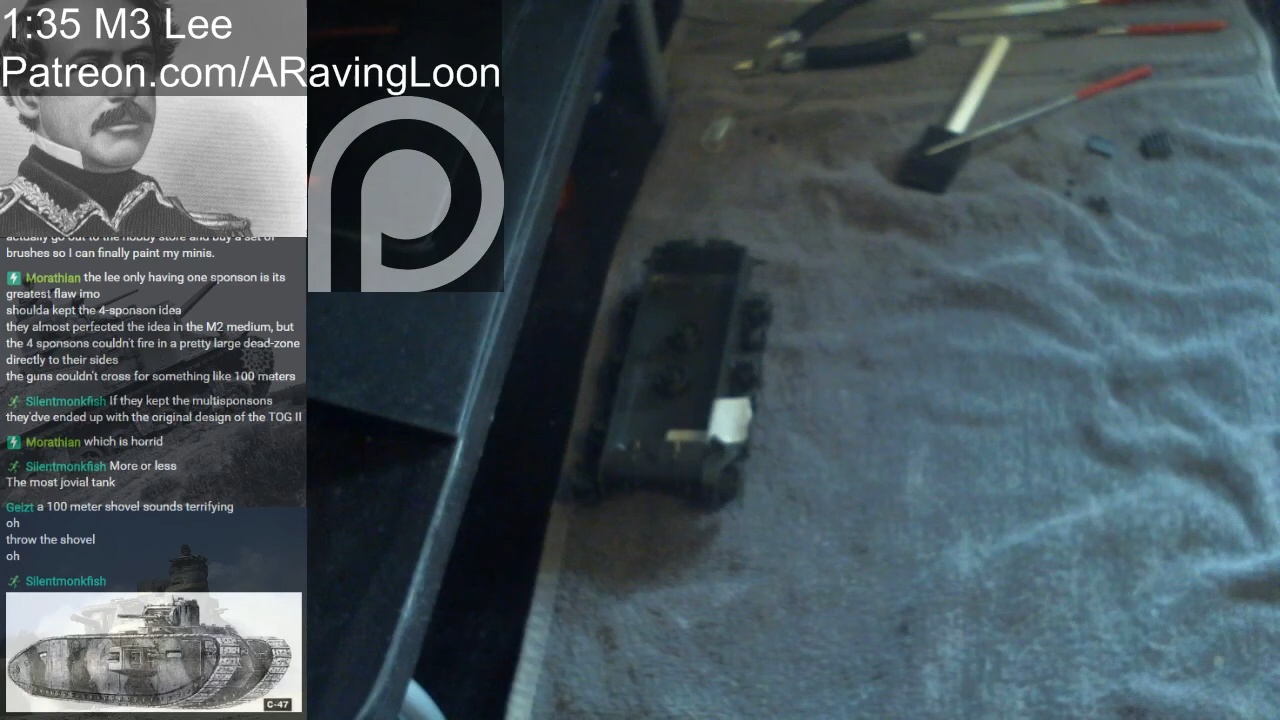 1:35 M3 Lee
Patreon.com/ARavingLoon
actually go out to the hobby store and buy a set of
brushes so I can finally paint my minis.
Morathian the lee only having one sponson is its
greatest flaw imo
shoulda kept the 4-sponson idea
they almost perfected the idea in the M2 medium, but
the 4 sponsons couldn't fire in a pretty large dead-zone
directly to their sides
the guns couldn't cross for something like 100 meters
Silentmonkfish If they kept the multisponsons
they'dve ended up with the original design of the TOG II
Morathian which is horrid
Silentmonkfish More or less
The most jovial tank
Geizt a 100 meter shovel sounds terrifying
oh
throw the shovel
oh
Silentmonkfish
C-47